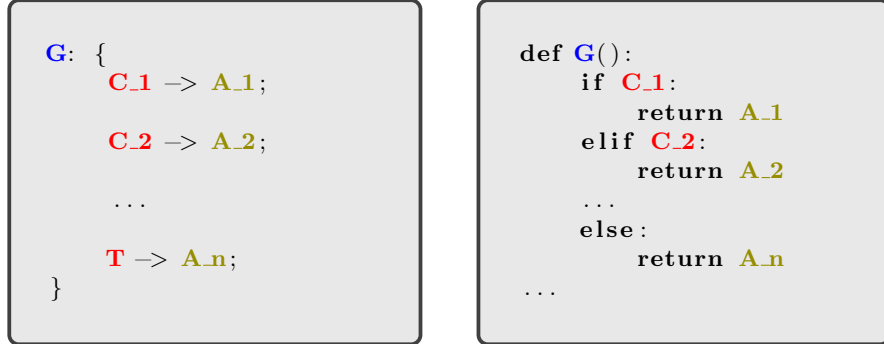 G: {
C_1 -> A_1;
C_2 -> A_2;
...
T -> A_n;
}
def G():
if C_1:
return A_1
elif C_2:
return A_2
...
else:
return A_n
...